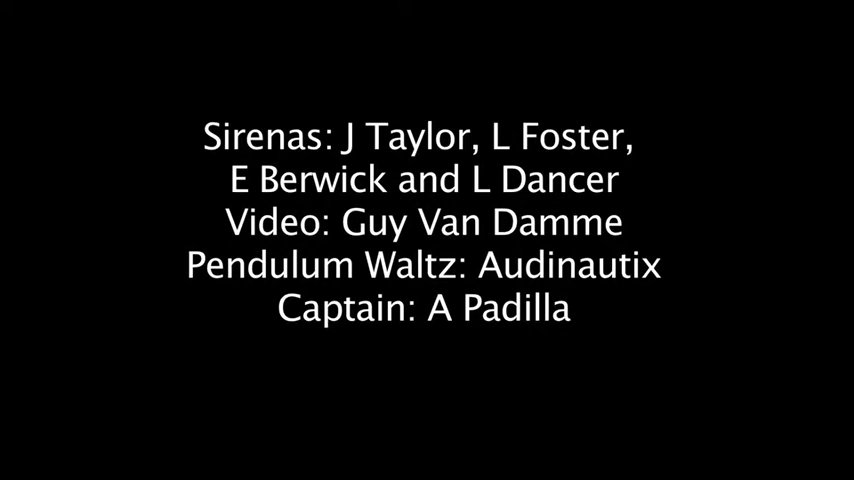 Sirenas: J Taylor, L Foster,
E Berwick and L Dancer
Video: Guy Van Damme
Pendulum Waltz: Audinautix
Captain: A Padilla